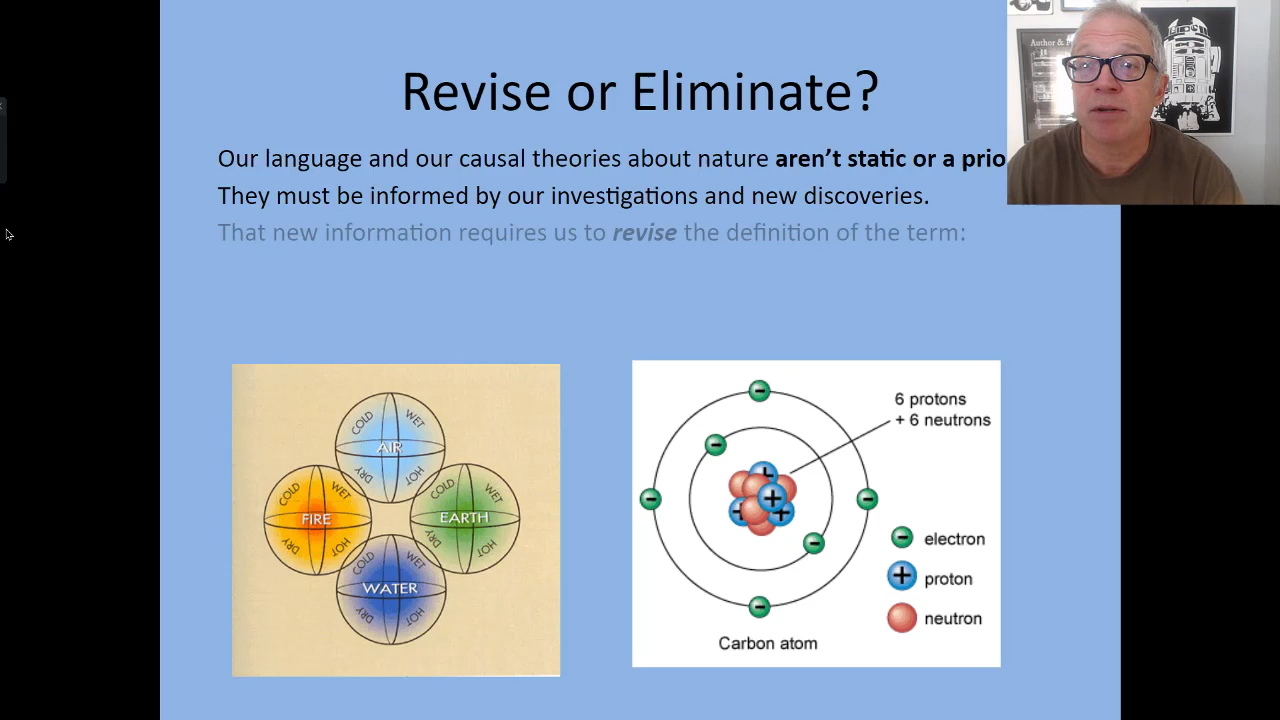 Revise or Eliminate?
Author &
Our language and our causal theories about nature aren't static or a prio
They must be informed by our investigations and new discoveries.
That new information requires us to revise the definition of the term:
COLD WET
AIR
DRY HOT
COLD WET
FIRE
DRY HOT
COLD WET
EARTH
DRY HOT
COLD WET
WATER
DRY HOT
6 protons
+ 6 neutrons
electron
proton
neutron
Carbon atom